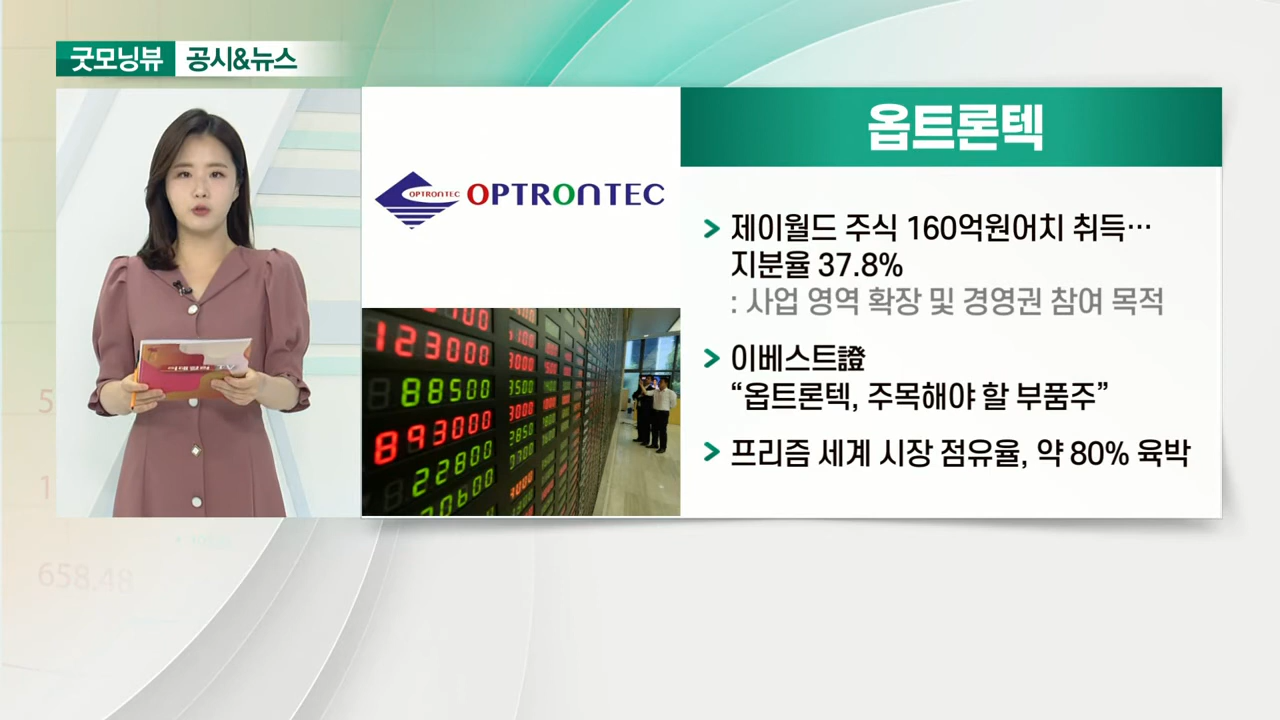 굿모닝뷰 공시&뉴스
옵트론텍
OPTRONTEC OPTRONTEC
제이월드 주식 160억원어치 취득…
지분율 37.8%
: 사업 영역 확장 및 경영권 참여 목적
이베스트證
“옵트론텍, 주목해야 할 부품주”
프리즘 세계 시장 점유율, 약 80% 육박
123000
88500
893000
22800
20600
658.48